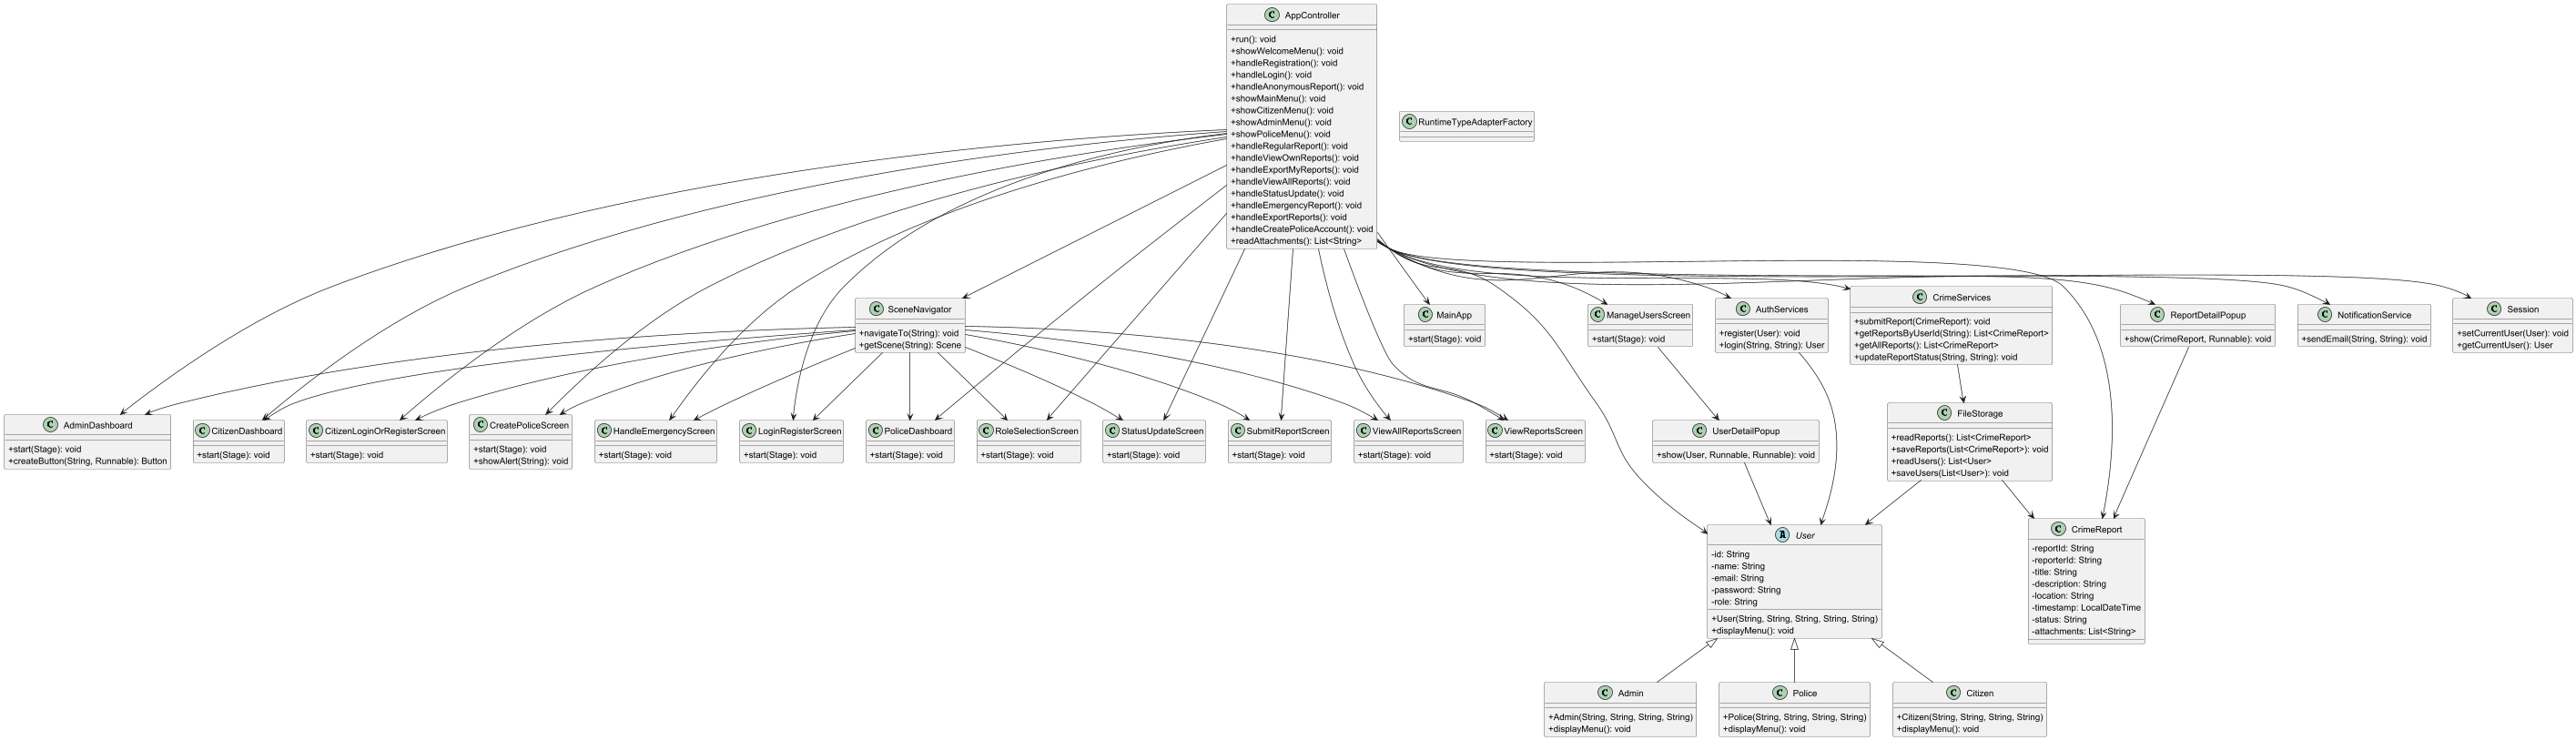 C AppController
+run(): void
+showWelcomeMenu(): void
+handleRegistration(): void
+handleLogin(): void
+handleAnonymousReport(): void
+showMainMenu(): void
+showCitizenMenu(): void
+showAdminMenu(): void
+showPoliceMenu(): void
+handleRegularReport(): void
+handleViewOwnReports(): void
+handleExportMyReports(): void
+handleViewAllReports(): void
+handleStatusUpdate(): void
+handleEmergencyReport(): void
+handleExportReports(): void
+handleCreatePoliceAccount(): void
+readAttachments(): List<String>
C RuntimeTypeAdapterFactory
C SceneNavigator
+navigateTo(String): void
+getScene(String): Scene
C MainApp
+start(Stage): void
C ManageUsersScreen
+start(Stage): void
C AuthServices
+register(User): void
+login(String, String): User
C CrimeServices
+submitReport(CrimeReport): void
+getReportsByUserId(String): List<CrimeReport>
+getAllReports(): List<CrimeReport>
+updateReportStatus(String, String): void
C ReportDetailPopup
+show(CrimeReport, Runnable): void
C NotificationService
+sendEmail(String, String): void
C Session
+setCurrentUser(User): void
+getCurrentUser(): User
C AdminDashboard
+start(Stage): void
+createButton(String, Runnable): Button
C CitizenDashboard
+start(Stage): void
C CitizenLoginOrRegisterScreen
+start(Stage): void
C CreatePoliceScreen
+start(Stage): void
+showAlert(String): void
C HandleEmergencyScreen
+start(Stage): void
C LoginRegisterScreen
+start(Stage): void
C PoliceDashboard
+start(Stage): void
C RoleSelectionScreen
+start(Stage): void
C StatusUpdateScreen
+start(Stage): void
C SubmitReportScreen
+start(Stage): void
C ViewAllReportsScreen
+start(Stage): void
C ViewReportsScreen
+start(Stage): void
C UserDetailPopup
+show(User, Runnable, Runnable): void
C FileStorage
+readReports(): List<CrimeReport>
+saveReports(List<CrimeReport>): void
+readUsers(): List<User>
+saveUsers(List<User>): void
A User
-id: String
-name: String
-email: String
-password: String
-role: String
+User(String, String, String, String, String)
+displayMenu(): void
C CrimeReport
-reportId: String
-reporterId: String
-title: String
-description: String
-location: String
-timestamp: LocalDateTime
-status: String
-attachments: List<String>
C Admin
+Admin(String, String, String, String)
+displayMenu(): void
C Police
+Police(String, String, String, String)
+displayMenu(): void
C Citizen
+Citizen(String, String, String, String)
+displayMenu(): void